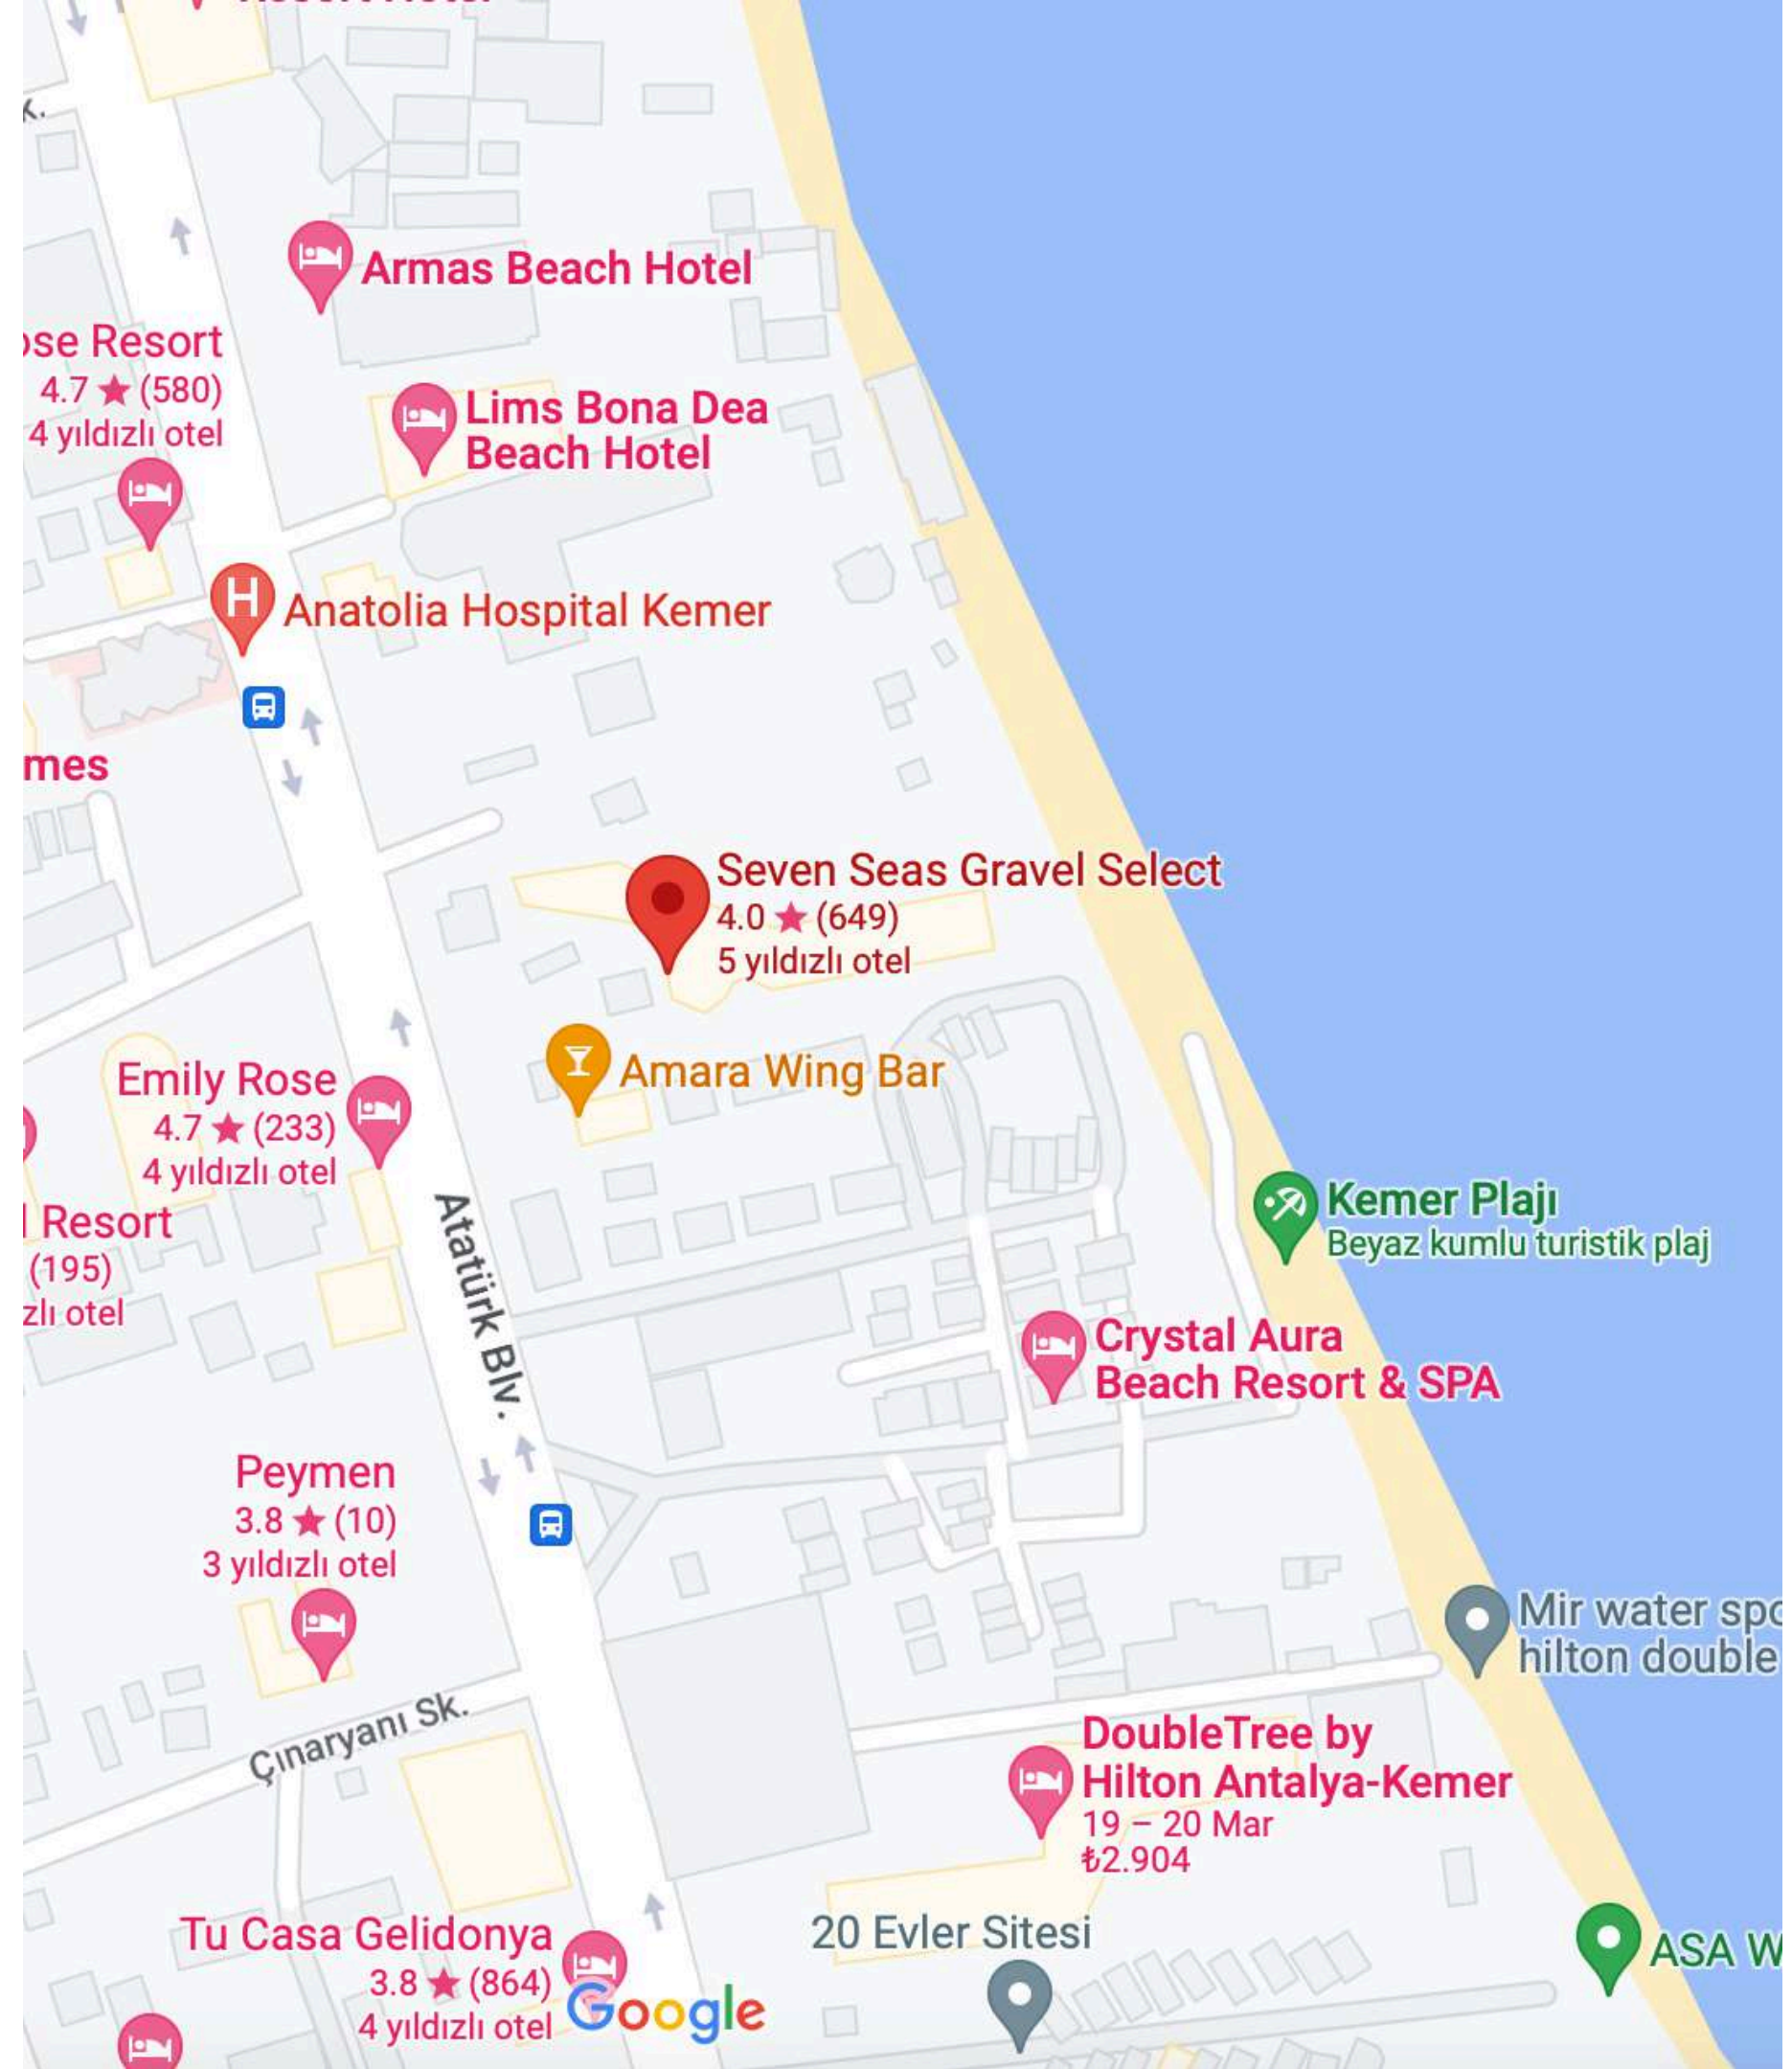 Armas Beach Hotel
se Resort
4.7 ★ (580)
4 yıldızlı otel
Lims Bona Dea
Beach Hotel
H
Anatolia Hospital Kemer
mes
Seven Seas Gravel Select
4.0 ★ (649)
5 yıldızlı otel
Amara Wing Bar
Emily Rose
4.7 ★ (233)
4 yıldızlı otel
Resort
(195)
zlı otel
Atatürk Blv.
Kemer Plajı
Beyaz kumlu turistik plaj
Crystal Aura
Beach Resort & SPA
Peymen
3.8 ★ (10)
3 yıldızlı otel
Mir water spo
hilton double
Çınaryanı Sk.
DoubleTree by
Hilton Antalya-Kemer
19 – 20 Mar
₺2.904
Tu Casa Gelidonya
3.8 ★ (864)
4 yıldızlı otel
20 Evler Sitesi
ASA W
Google